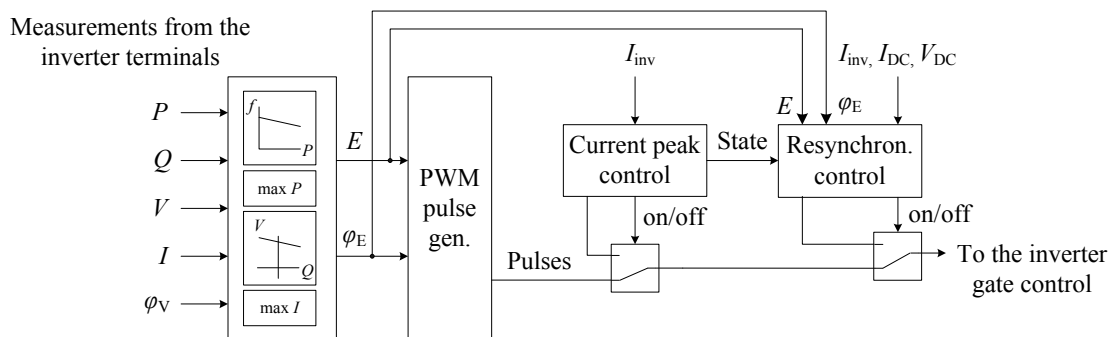 Measurements from the
inverter terminals
P
Q
V
I
φV
f
P
max P
V
Q
max I
E
φE
PWM
pulse
gen.
Pulses
Iinv
Current peak
control
on/off
State
Iinv, IDC, VDC
E
φE
Resynchron.
control
on/off
To the inverter
gate control